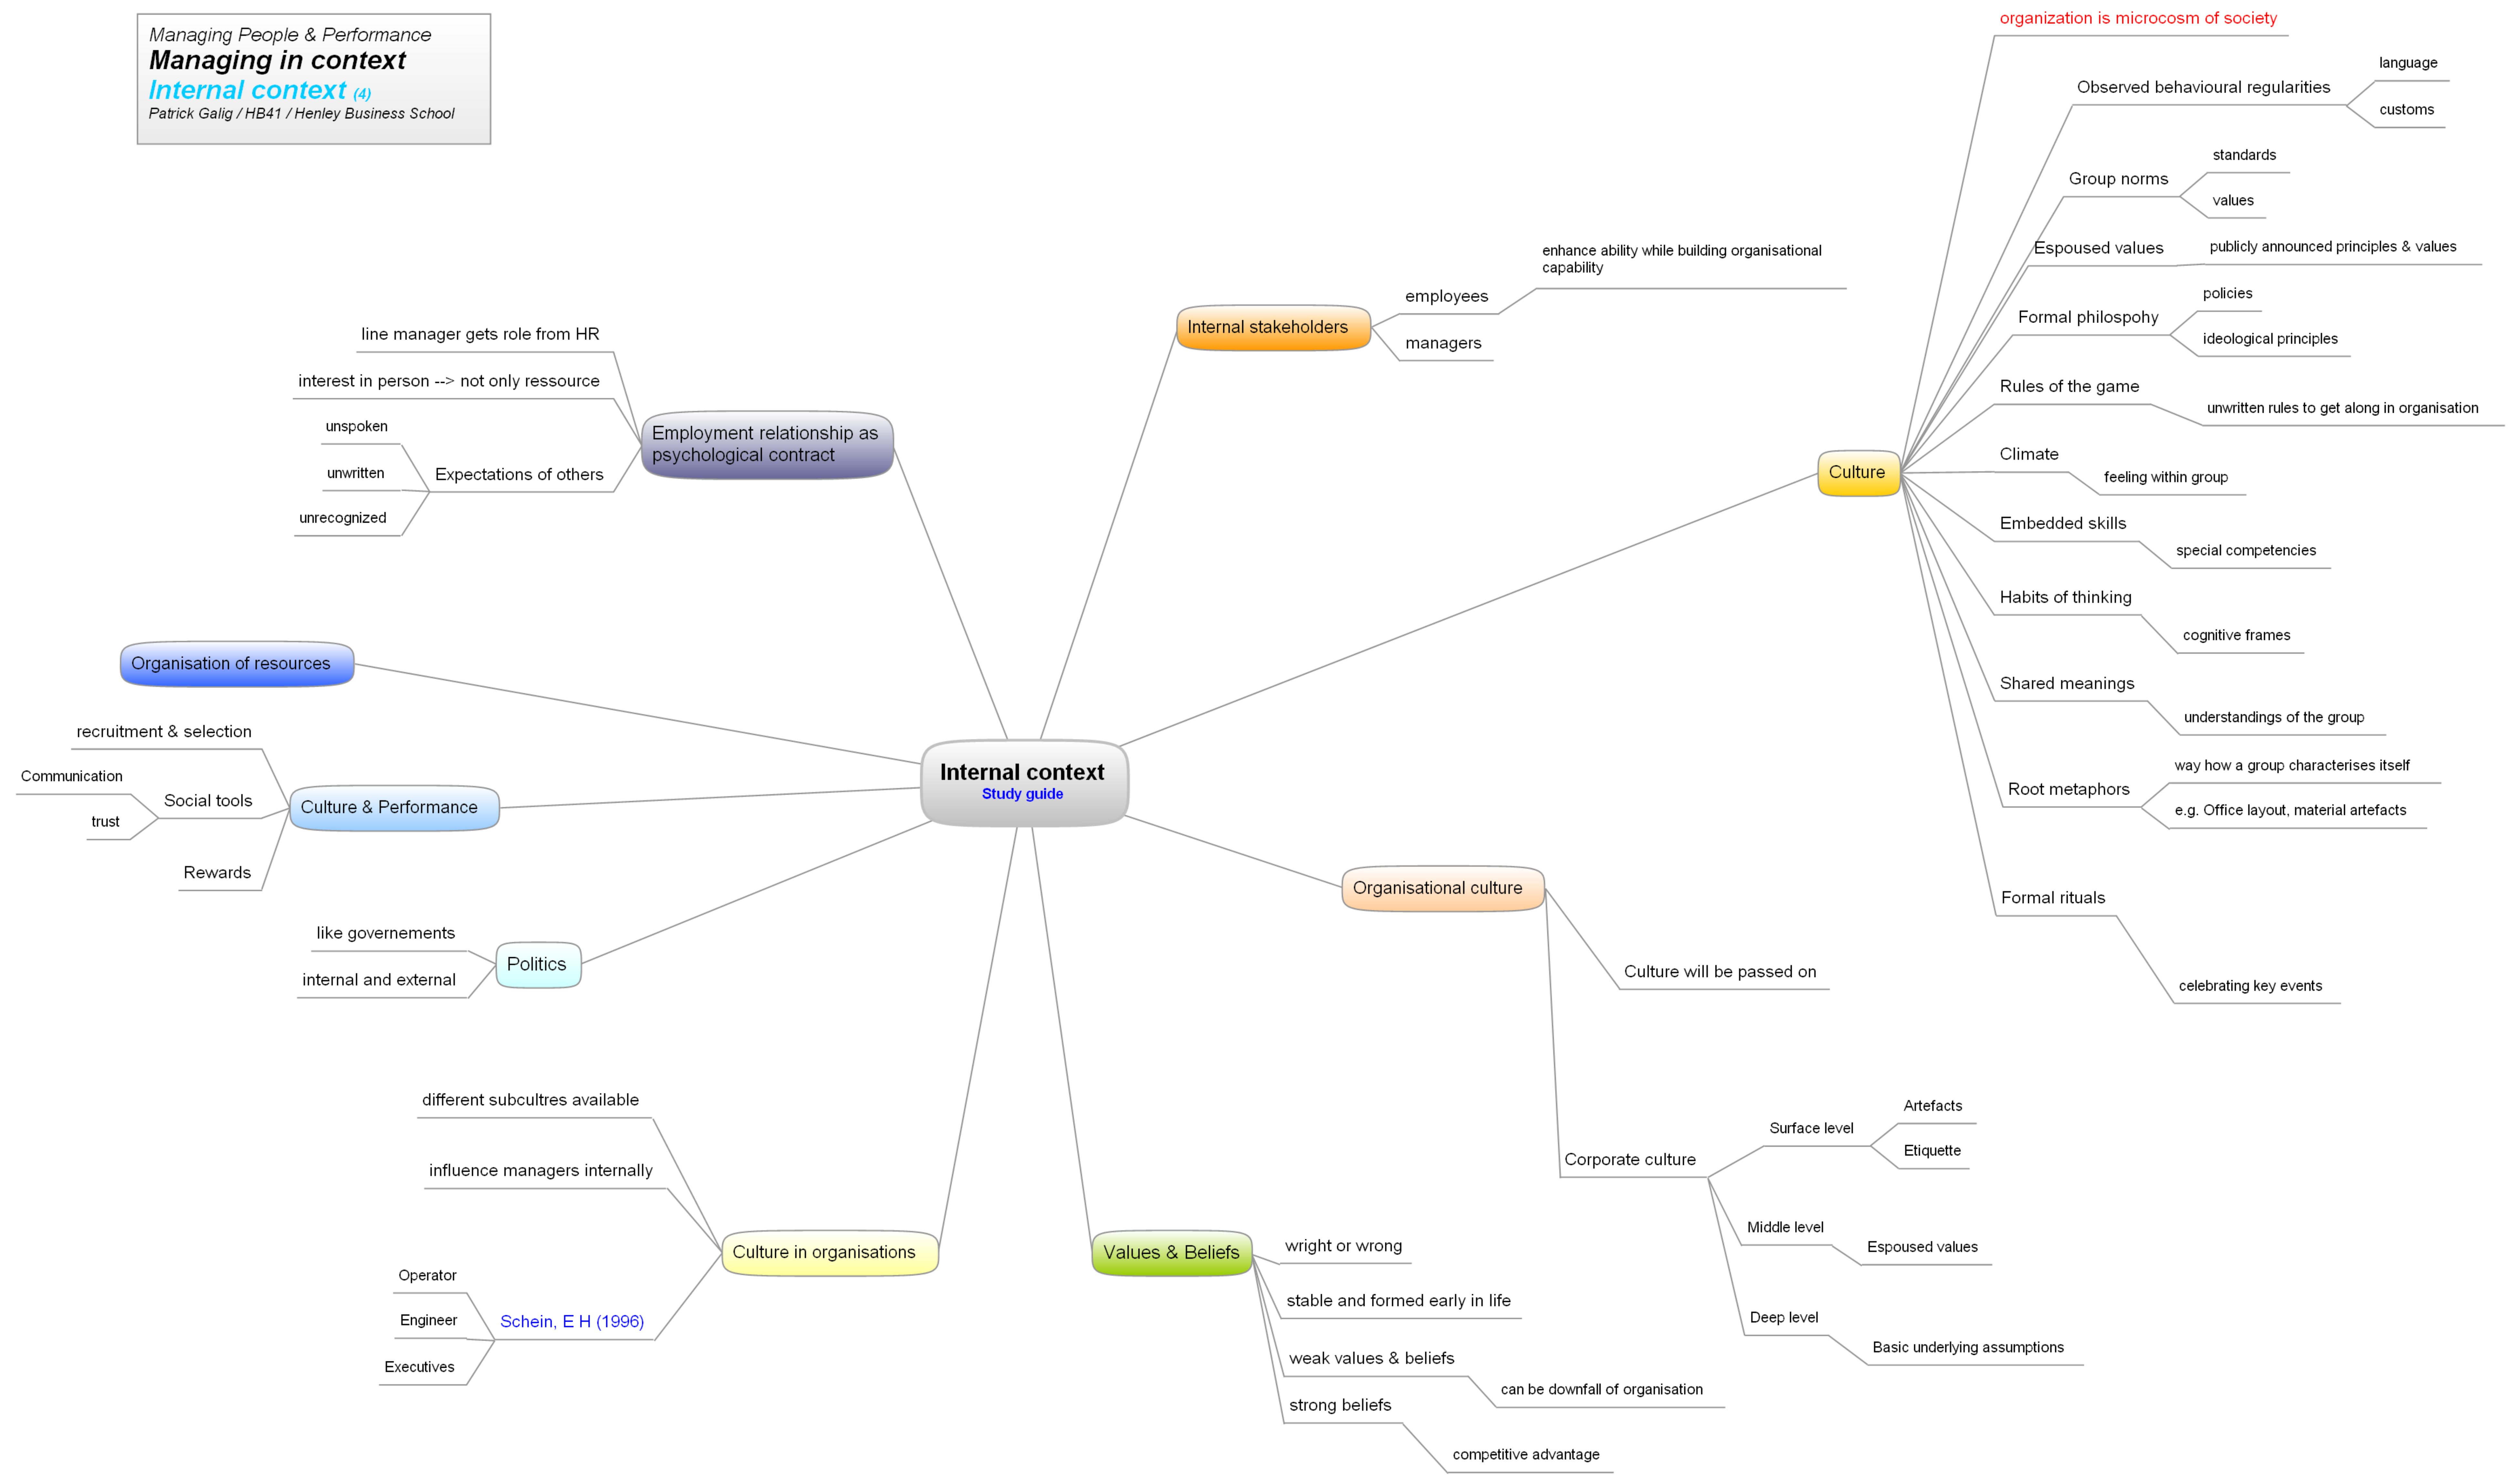 Managing People & Performance
Managing in context
Internal context (4)
Patrick Galig / HB41 / Henley Business School
Internal context
Study guide
Internal stakeholders
employees
enhance ability while building organisational
capability
managers
Culture
organization is microcosm of society
Observed behavioural regularities
language
customs
Group norms
standards
values
Espoused values
publicly announced principles & values
Formal philospohy
policies
ideological principles
Rules of the game
unwritten rules to get along in organisation
Climate
feeling within group
Embedded skills
special competencies
Habits of thinking
cognitive frames
Shared meanings
understandings of the group
Root metaphors
way how a group characterises itself
e.g. Office layout, material artefacts
Formal rituals
celebrating key events
Organisational culture
Culture will be passed on
Corporate culture
Surface level
Artefacts
Etiquette
Middle level
Espoused values
Deep level
Basic underlying assumptions
Values & Beliefs
wright or wrong
stable and formed early in life
weak values & beliefs
can be downfall of organisation
strong beliefs
competitive advantage
Culture in organisations
different subcultres available
influence managers internally
Schein, E H (1996)
Operator
Engineer
Executives
Politics
like governements
internal and external
Culture & Performance
recruitment & selection
Social tools
Communication
trust
Rewards
Organisation of resources
Employment relationship as
psychological contract
line manager gets role from HR
interest in person --> not only ressource
Expectations of others
unspoken
unwritten
unrecognized